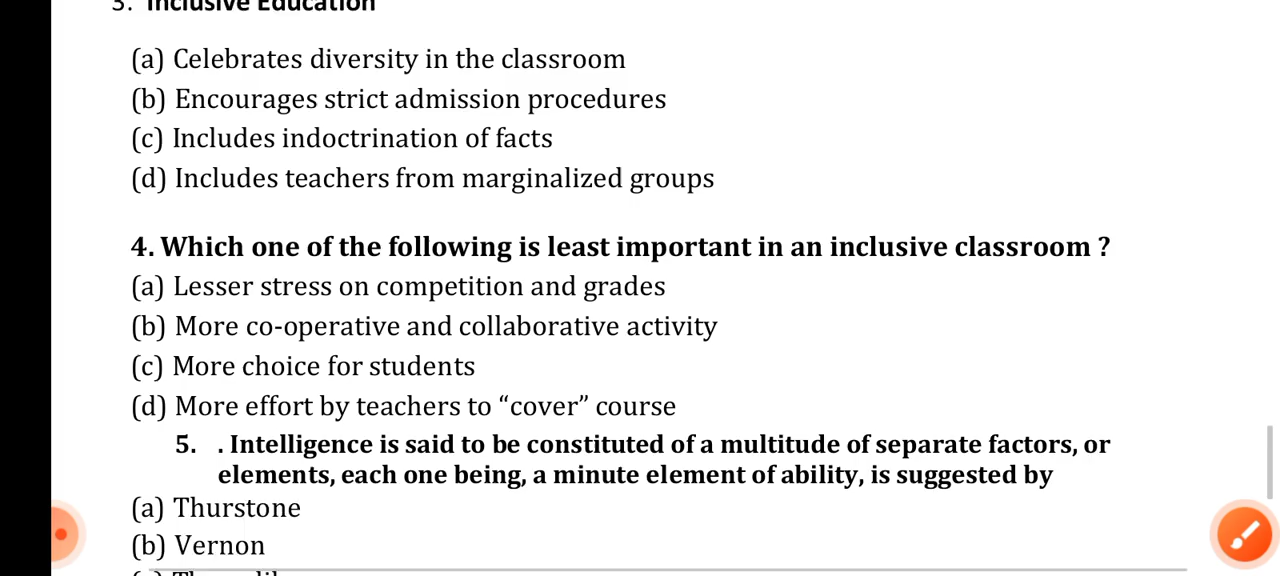 3. Inclusive Education
(a) Celebrates diversity in the classroom
(b) Encourages strict admission procedures
(c) Includes indoctrination of facts
(d) Includes teachers from marginalized groups
4. Which one of the following is least important in an inclusive classroom ?
(a) Lesser stress on competition and grades
(b) More co-operative and collaborative activity
(c) More choice for students
(d) More effort by teachers to “cover” course
5. . Intelligence is said to be constituted of a multitude of separate factors, or
elements, each one being, a minute element of ability, is suggested by
(a) Thurstone
(b) Vernon